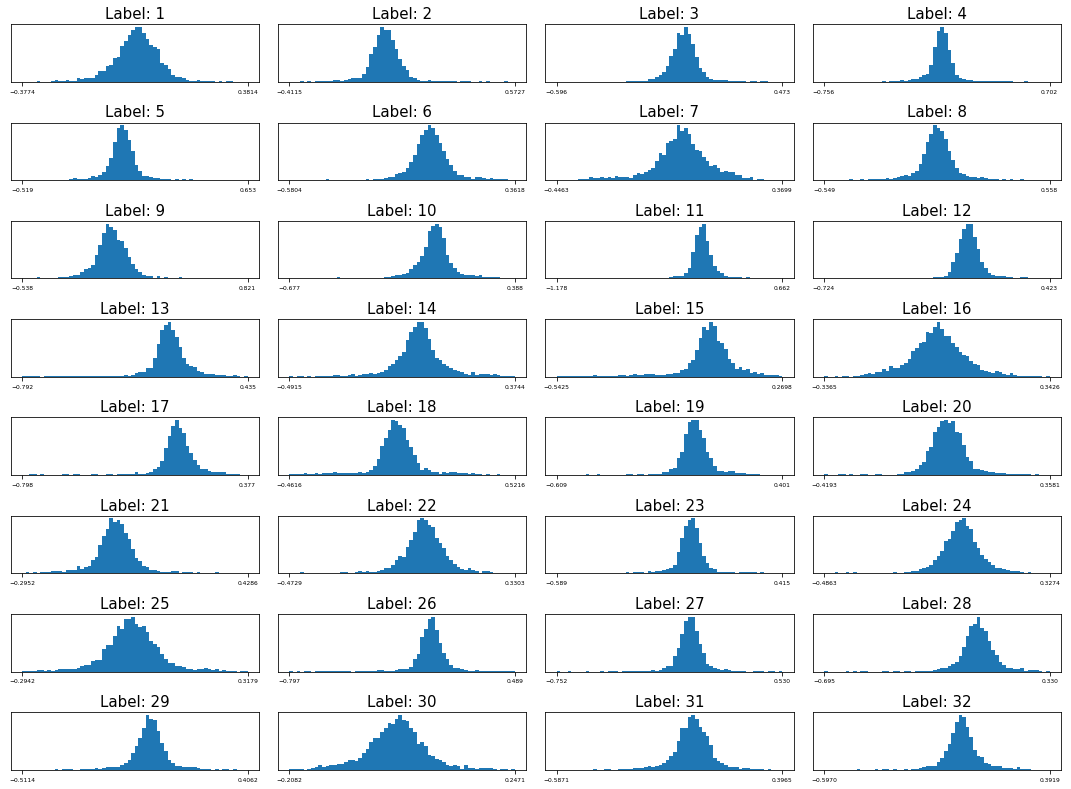 Label: 1 Label: 2 Label: 3 Label: 4
−0.3774 0.3814 −0.4115 0.5727 −0.596 0.473 −0.756 0.702
Label: 5 Label: 6 Label: 7 Label: 8
−0.519 0.653 −0.5804 0.3618 −0.4463 0.3699 −0.549 0.558
Label: 9 Label: 10 Label: 11 Label: 12
−0.538 0.821 −0.677 0.388 −1.178 0.662 −0.724 0.423
Label: 13 Label: 14 Label: 15 Label: 16
−0.792 0.435 −0.4915 0.3744 −0.5425 0.2698 −0.3365 0.3426
Label: 17 Label: 18 Label: 19 Label: 20
−0.798 0.377 −0.4616 0.5216 −0.609 0.401 −0.4193 0.3581
Label: 21 Label: 22 Label: 23 Label: 24
−0.2952 0.4286 −0.4729 0.3303 −0.589 0.415 −0.4863 0.3274
Label: 25 Label: 26 Label: 27 Label: 28
−0.2942 0.3179 −0.797 0.489 −0.752 0.530 −0.695 0.330
Label: 29 Label: 30 Label: 31 Label: 32
−0.5114 0.4062 −0.2082 0.2471 −0.5871 0.3965 −0.5970 0.3919